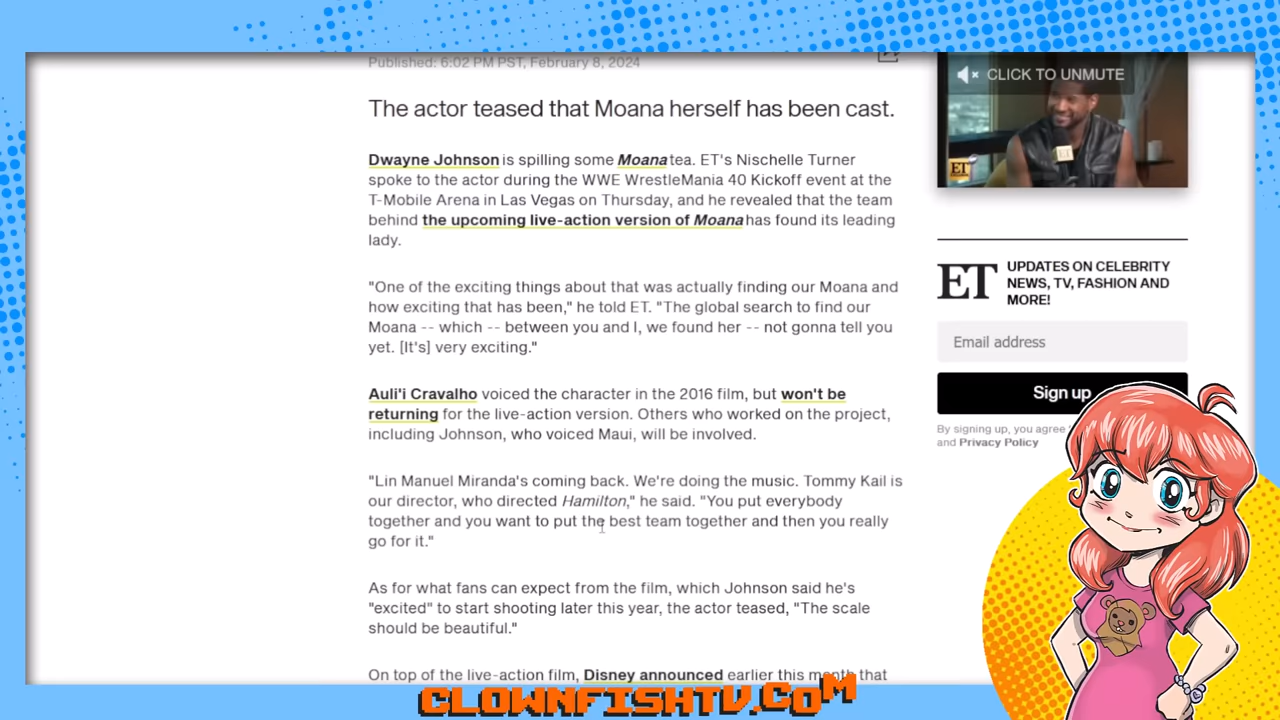 Published: 6:02 PM PST, February 8, 2024
CLICK TO UNMUTE
ET
The actor teased that Moana herself has been cast.
Dwayne Johnson is spilling some Moana tea. ET's Nischelle Turner
spoke to the actor during the WWE WrestleMania 40 Kickoff event at the
T-Mobile Arena in Las Vegas on Thursday, and he revealed that the team
behind the upcoming live-action version of Moana has found its leading
lady.
"One of the exciting things about that was actually finding our Moana and
how exciting that has been," he told ET. "The global search to find our
Moana -- which -- between you and I, we found her -- not gonna tell you
yet. [It's] very exciting."
Auli'i Cravalho voiced the character in the 2016 film, but won't be
returning for the live-action version. Others who worked on the project,
including Johnson, who voiced Maui, will be involved.
"Lin Manuel Miranda's coming back. We're doing the music. Tommy Kail is
our director, who directed Hamilton," he said. "You put everybody
together and you want to put the best team together and then you really
go for it."
As for what fans can expect from the film, which Johnson said he's
"excited" to start shooting later this year, the actor teased, "The scale
should be beautiful."
On top of the live-action film, Disney announced earlier this month that
ET
UPDATES ON CELEBRITY
NEWS, TV, FASHION AND
MORE!
Email address
Sign up
By signing up, you agree
and Privacy Policy
CLOWNFISHTV.COM